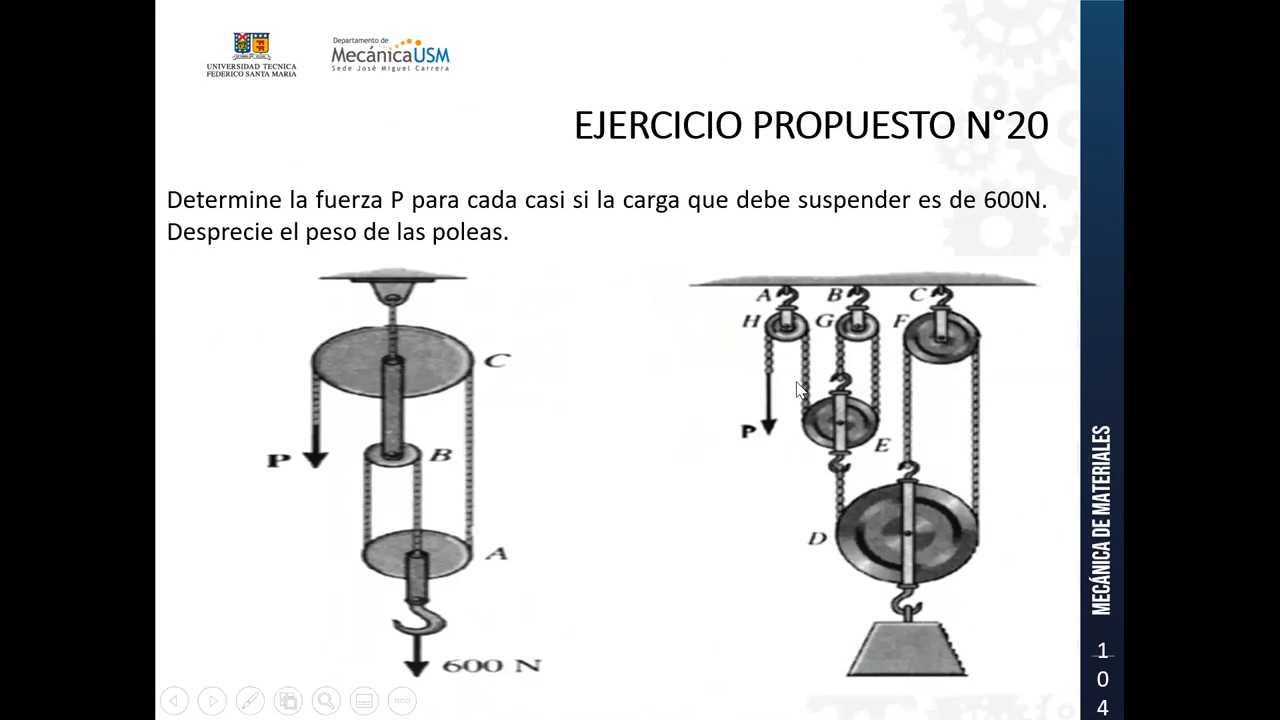 UNIVERSIDAD TECNICA
FEDERICO SANTA MARIA
Departamento de
MecánicaUSM
Sede José Miguel Carrera
EJERCICIO PROPUESTO N°20
Determine la fuerza P para cada casi si la carga que debe suspender es de 600N.
Desprecie el peso de las poleas.
C
P
B
A
600 N
A B C
H G F
P
E
D
MECÁNICA DE MATERIALES
1
0
4